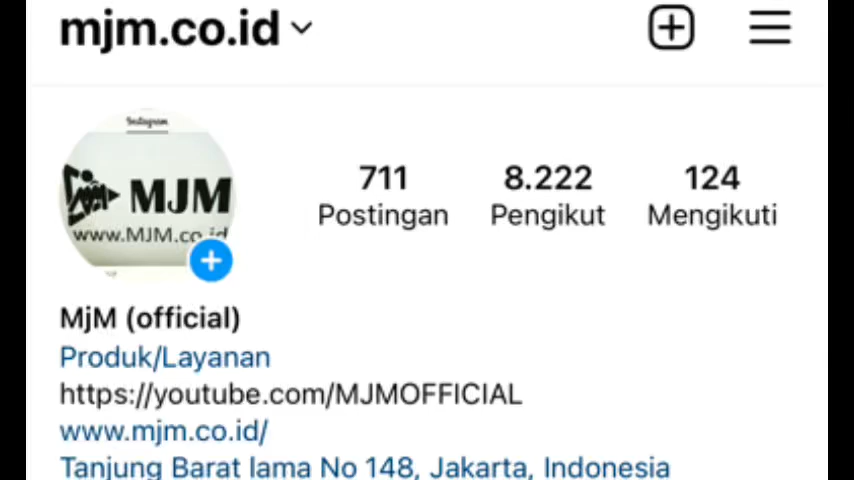 mjm.co.id
Instagram
MJM
www.MJM.co.id
711 8.222 124
Postingan Pengikut Mengikuti
MjM (official)
Produk/Layanan
https://youtube.com/MJMOFFICIAL
www.mjm.co.id/
Tanjung Barat lama No 148, Jakarta, Indonesia